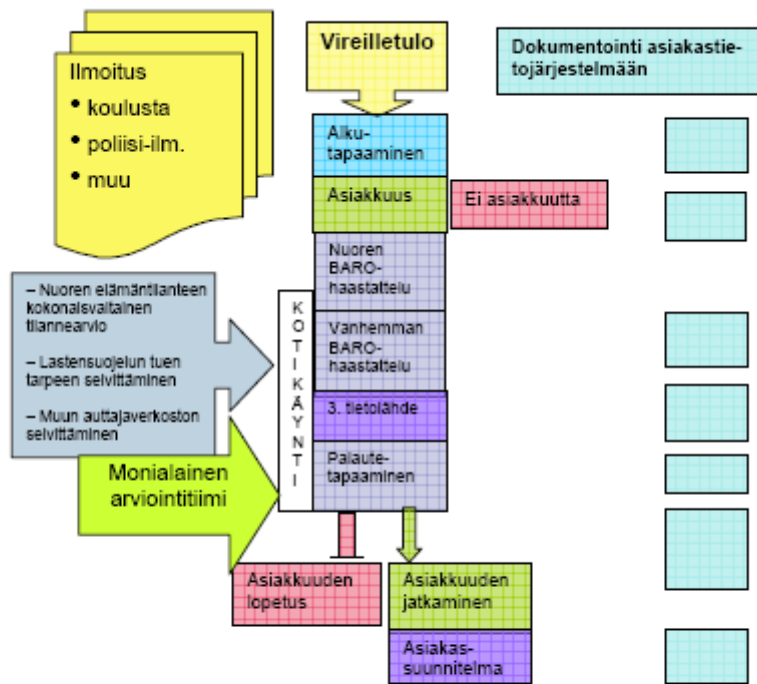 Ilmoitus
• koulusta
• poliisi-ilm.
• muu
Vireilletulo
Dokumentointi asiakastie-
tojärjestelmään
Alku-
tapaaminen
Asiakkuus
Ei asiakkuutta
Nuoren
BARO-
haastattelu
– Nuoren elämäntilanteen
kokonaisvaltainen
tilannearvio
– Lastensuojelun tuen
tarpeen selvittäminen
– Muun auttajaverkoston
selvittäminen
KOTIKÄYNTI
Vanhemman
BARO-
haastattelu
3. tietolähde
Monialainen
arviointitiimi
Palaute-
tapaaminen
Asiakkuuden
lopetus
Asiakkuuden
jatkaminen
Asiakas-
suunnitelma